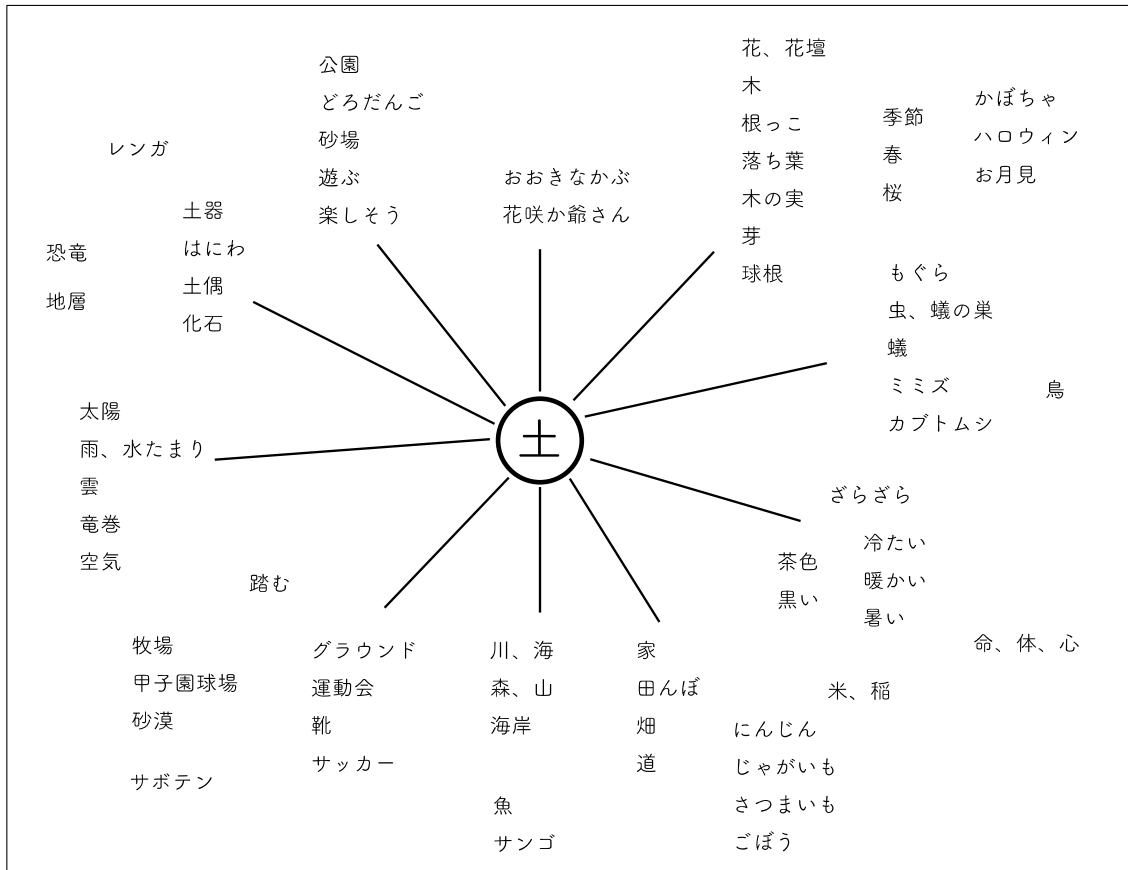 公園
どろだんご
砂場
遊ぶ
楽しそう
おおきなかぶ
花咲か爺さん
花、花壇
木
根っこ
落ち葉
木の実
芽
球根
季節
春
桜
かぼちゃ
ハロウィン
お月見
レンガ
土器
はにわ
土偶
化石
恐竜
地層
もぐら
虫、蟻の巣
蟻
ミミズ
カブトムシ
鳥
土
太陽
雨、水たまり
雲
竜巻
空気
ざらざら
茶色
黒い
冷たい
暖かい
暑い
命、体、心
踏む
牧場
甲子園球場
砂漠
サボテン
グラウンド
運動会
靴
サッカー
川、海
森、山
海岸
魚
サンゴ
家
田んぼ
畑
道
米、稲
にんじん
じゃがいも
さつまいも
ごぼう